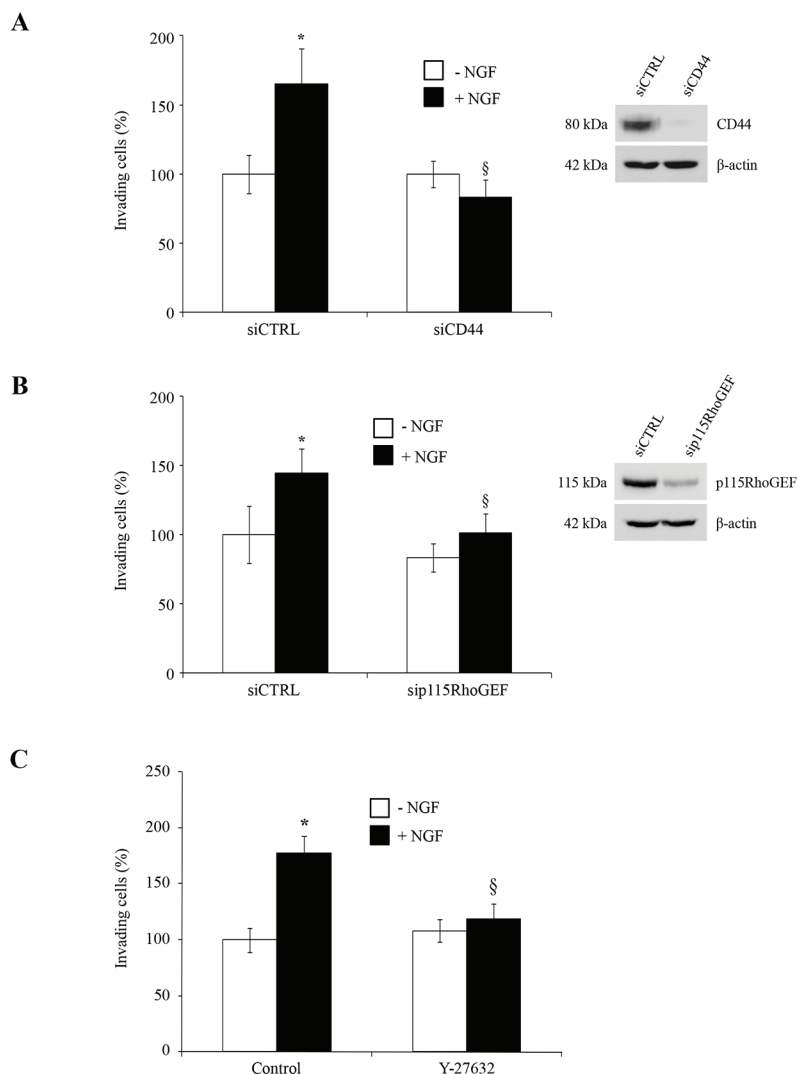 A
200
150
100
50
0
Invading cells (%)
*
§
- NGF
+ NGF
siCTRL
siCD44
siCTRL
siCD44
80 kDa
CD44
42 kDa
β-actin
B
200
150
100
50
0
Invading cells (%)
*
§
- NGF
+ NGF
siCTRL
sip115RhoGEF
siCTRL
sip115RhoGEF
115 kDa
p115RhoGEF
42 kDa
β-actin
C
250
200
150
100
50
0
Invading cells (%)
*
§
- NGF
+ NGF
Control
Y-27632